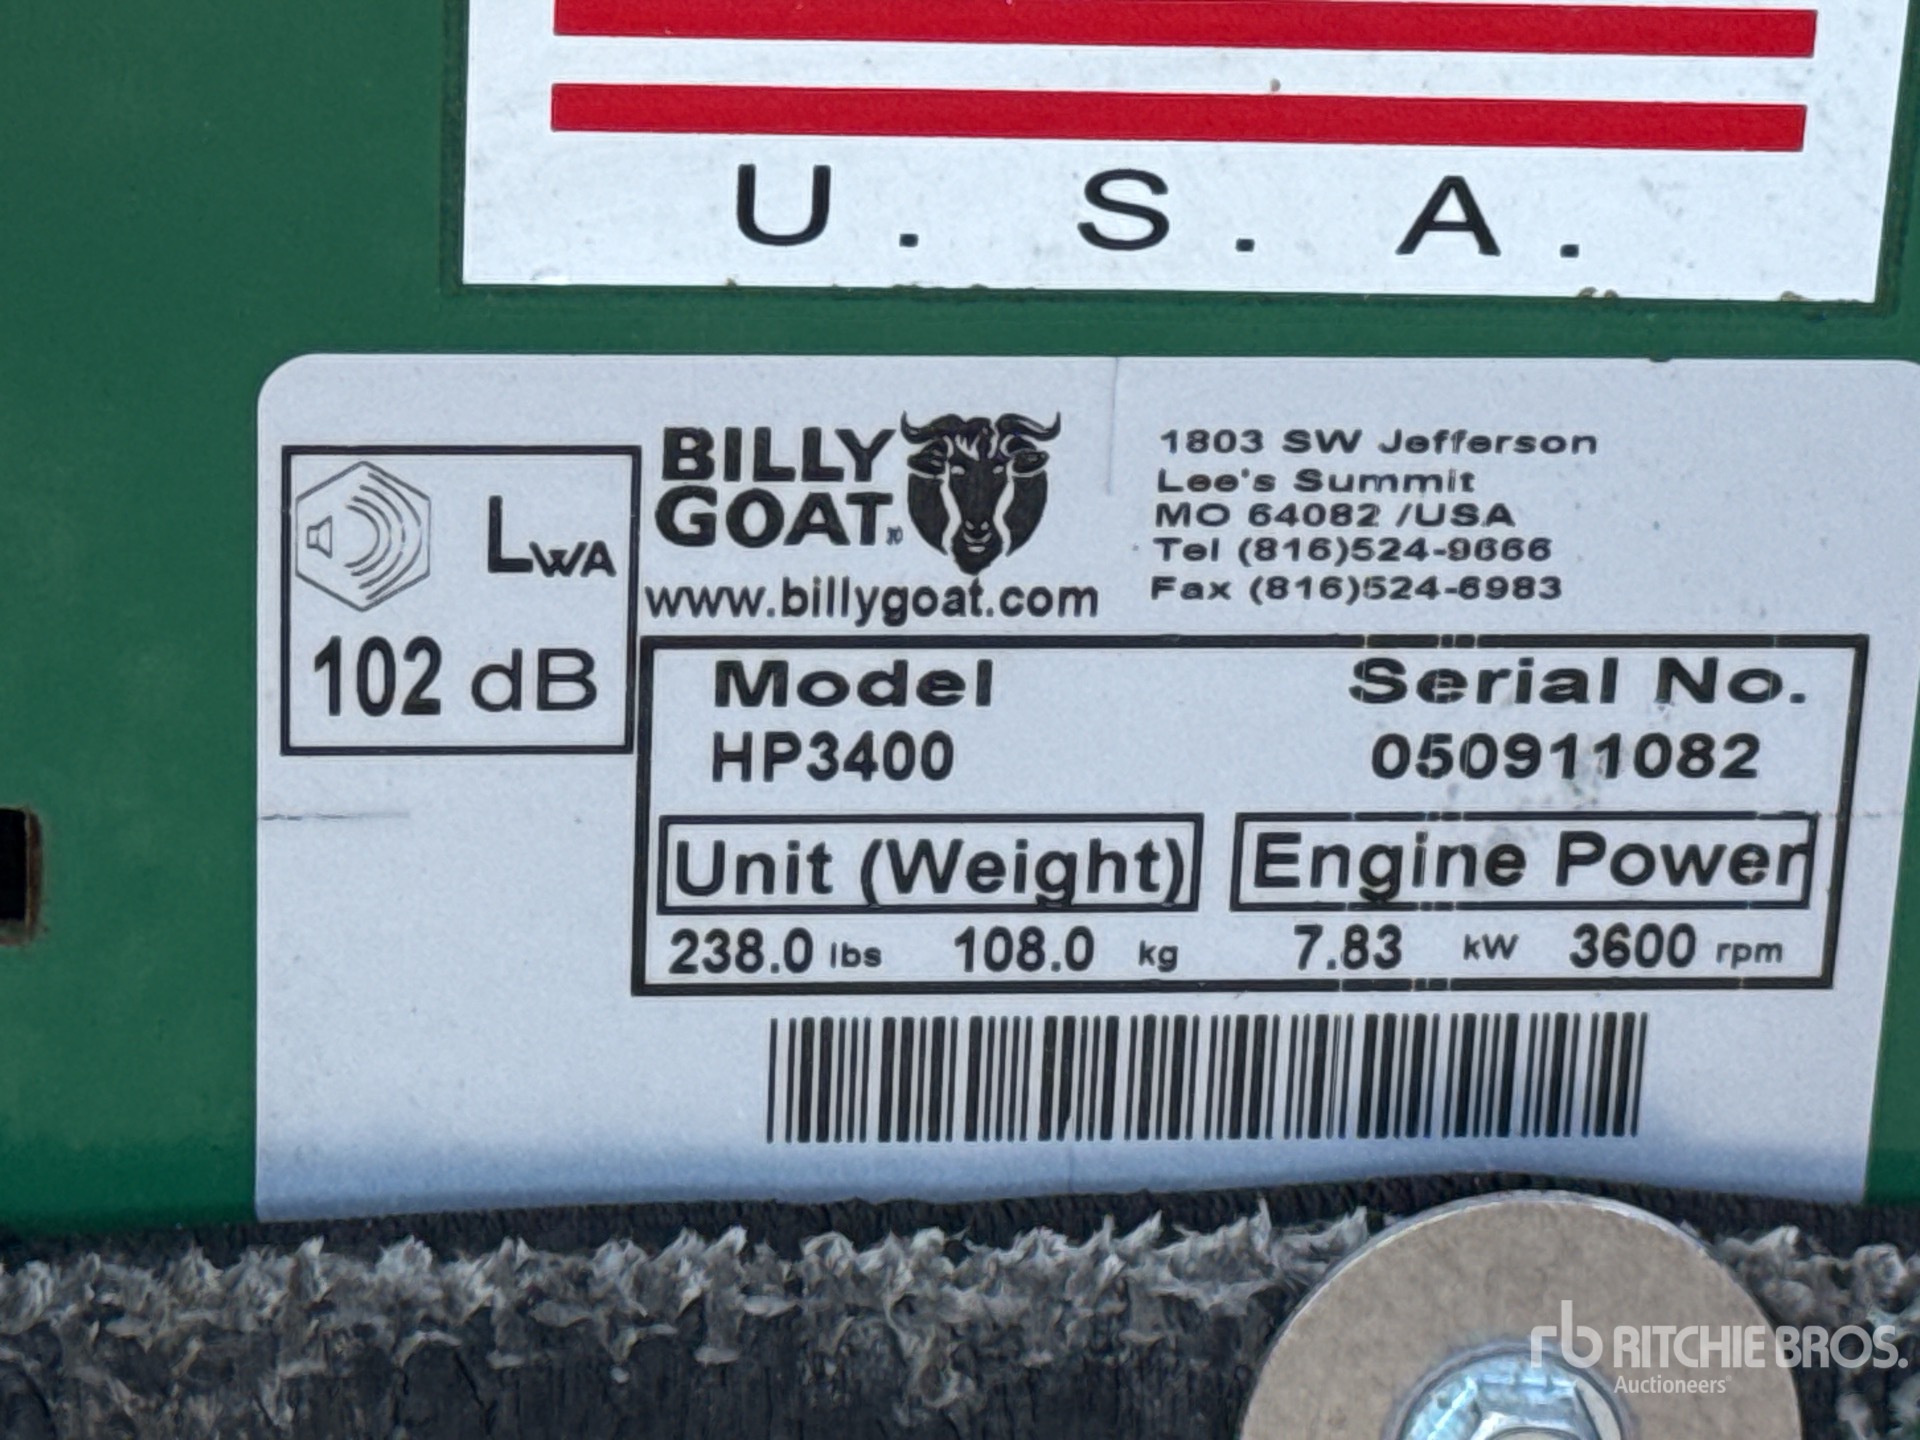 U. S. A.
LWA
102 dB
BILLY
GOAT
www.billygoat.com
1803 SW Jefferson
Lee's Summit
MO 64082 /USA
Tel (816)524-9666
Fax (816)524-6983
Model
HP3400
Serial No.
050911082
Unit (Weight)
238.0 lbs 108.0 kg
Engine Power
7.83 kW 3600 rpm
rb RITCHIE BROS.
Auctioneers